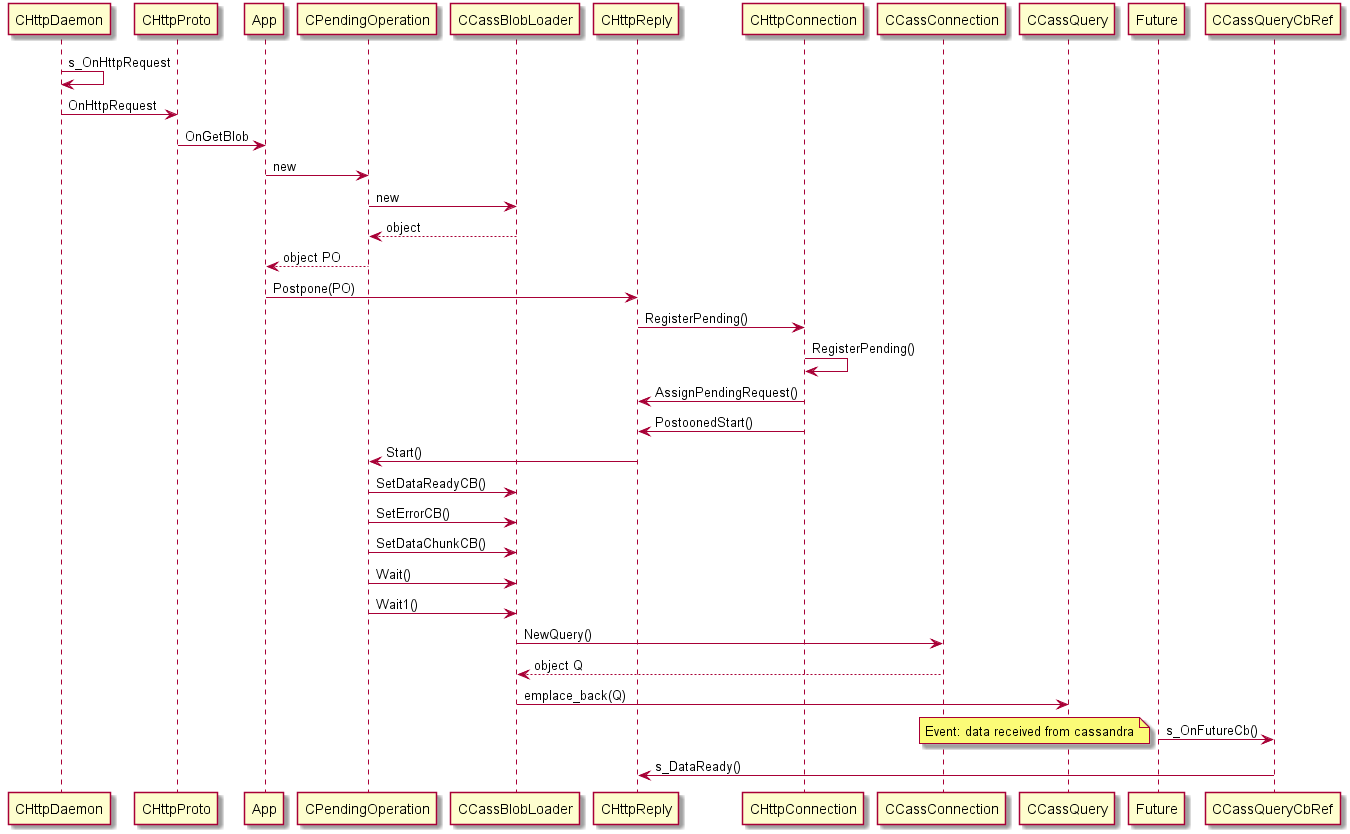 CHttpDaemon CHttpProto App CPendingOperation CCassBlobLoader CHttpReply CHttpConnection CCassConnection CCassQuery Future CCassQueryCbRef
s_OnHttpRequest
OnHttpRequest
OnGetBlob
new
new
object
object PO
Postpone(PO)
RegisterPending()
RegisterPending()
AssignPendingRequest()
PostoonedStart()
Start()
SetDataReadyCB()
SetErrorCB()
SetDataChunkCB()
Wait()
Wait1()
NewQuery()
object Q
emplace_back(Q)
Event: data received from cassandra s_OnFutureCb()
s_DataReady()
CHttpDaemon CHttpProto App CPendingOperation CCassBlobLoader CHttpReply CHttpConnection CCassConnection CCassQuery Future CCassQueryCbRef